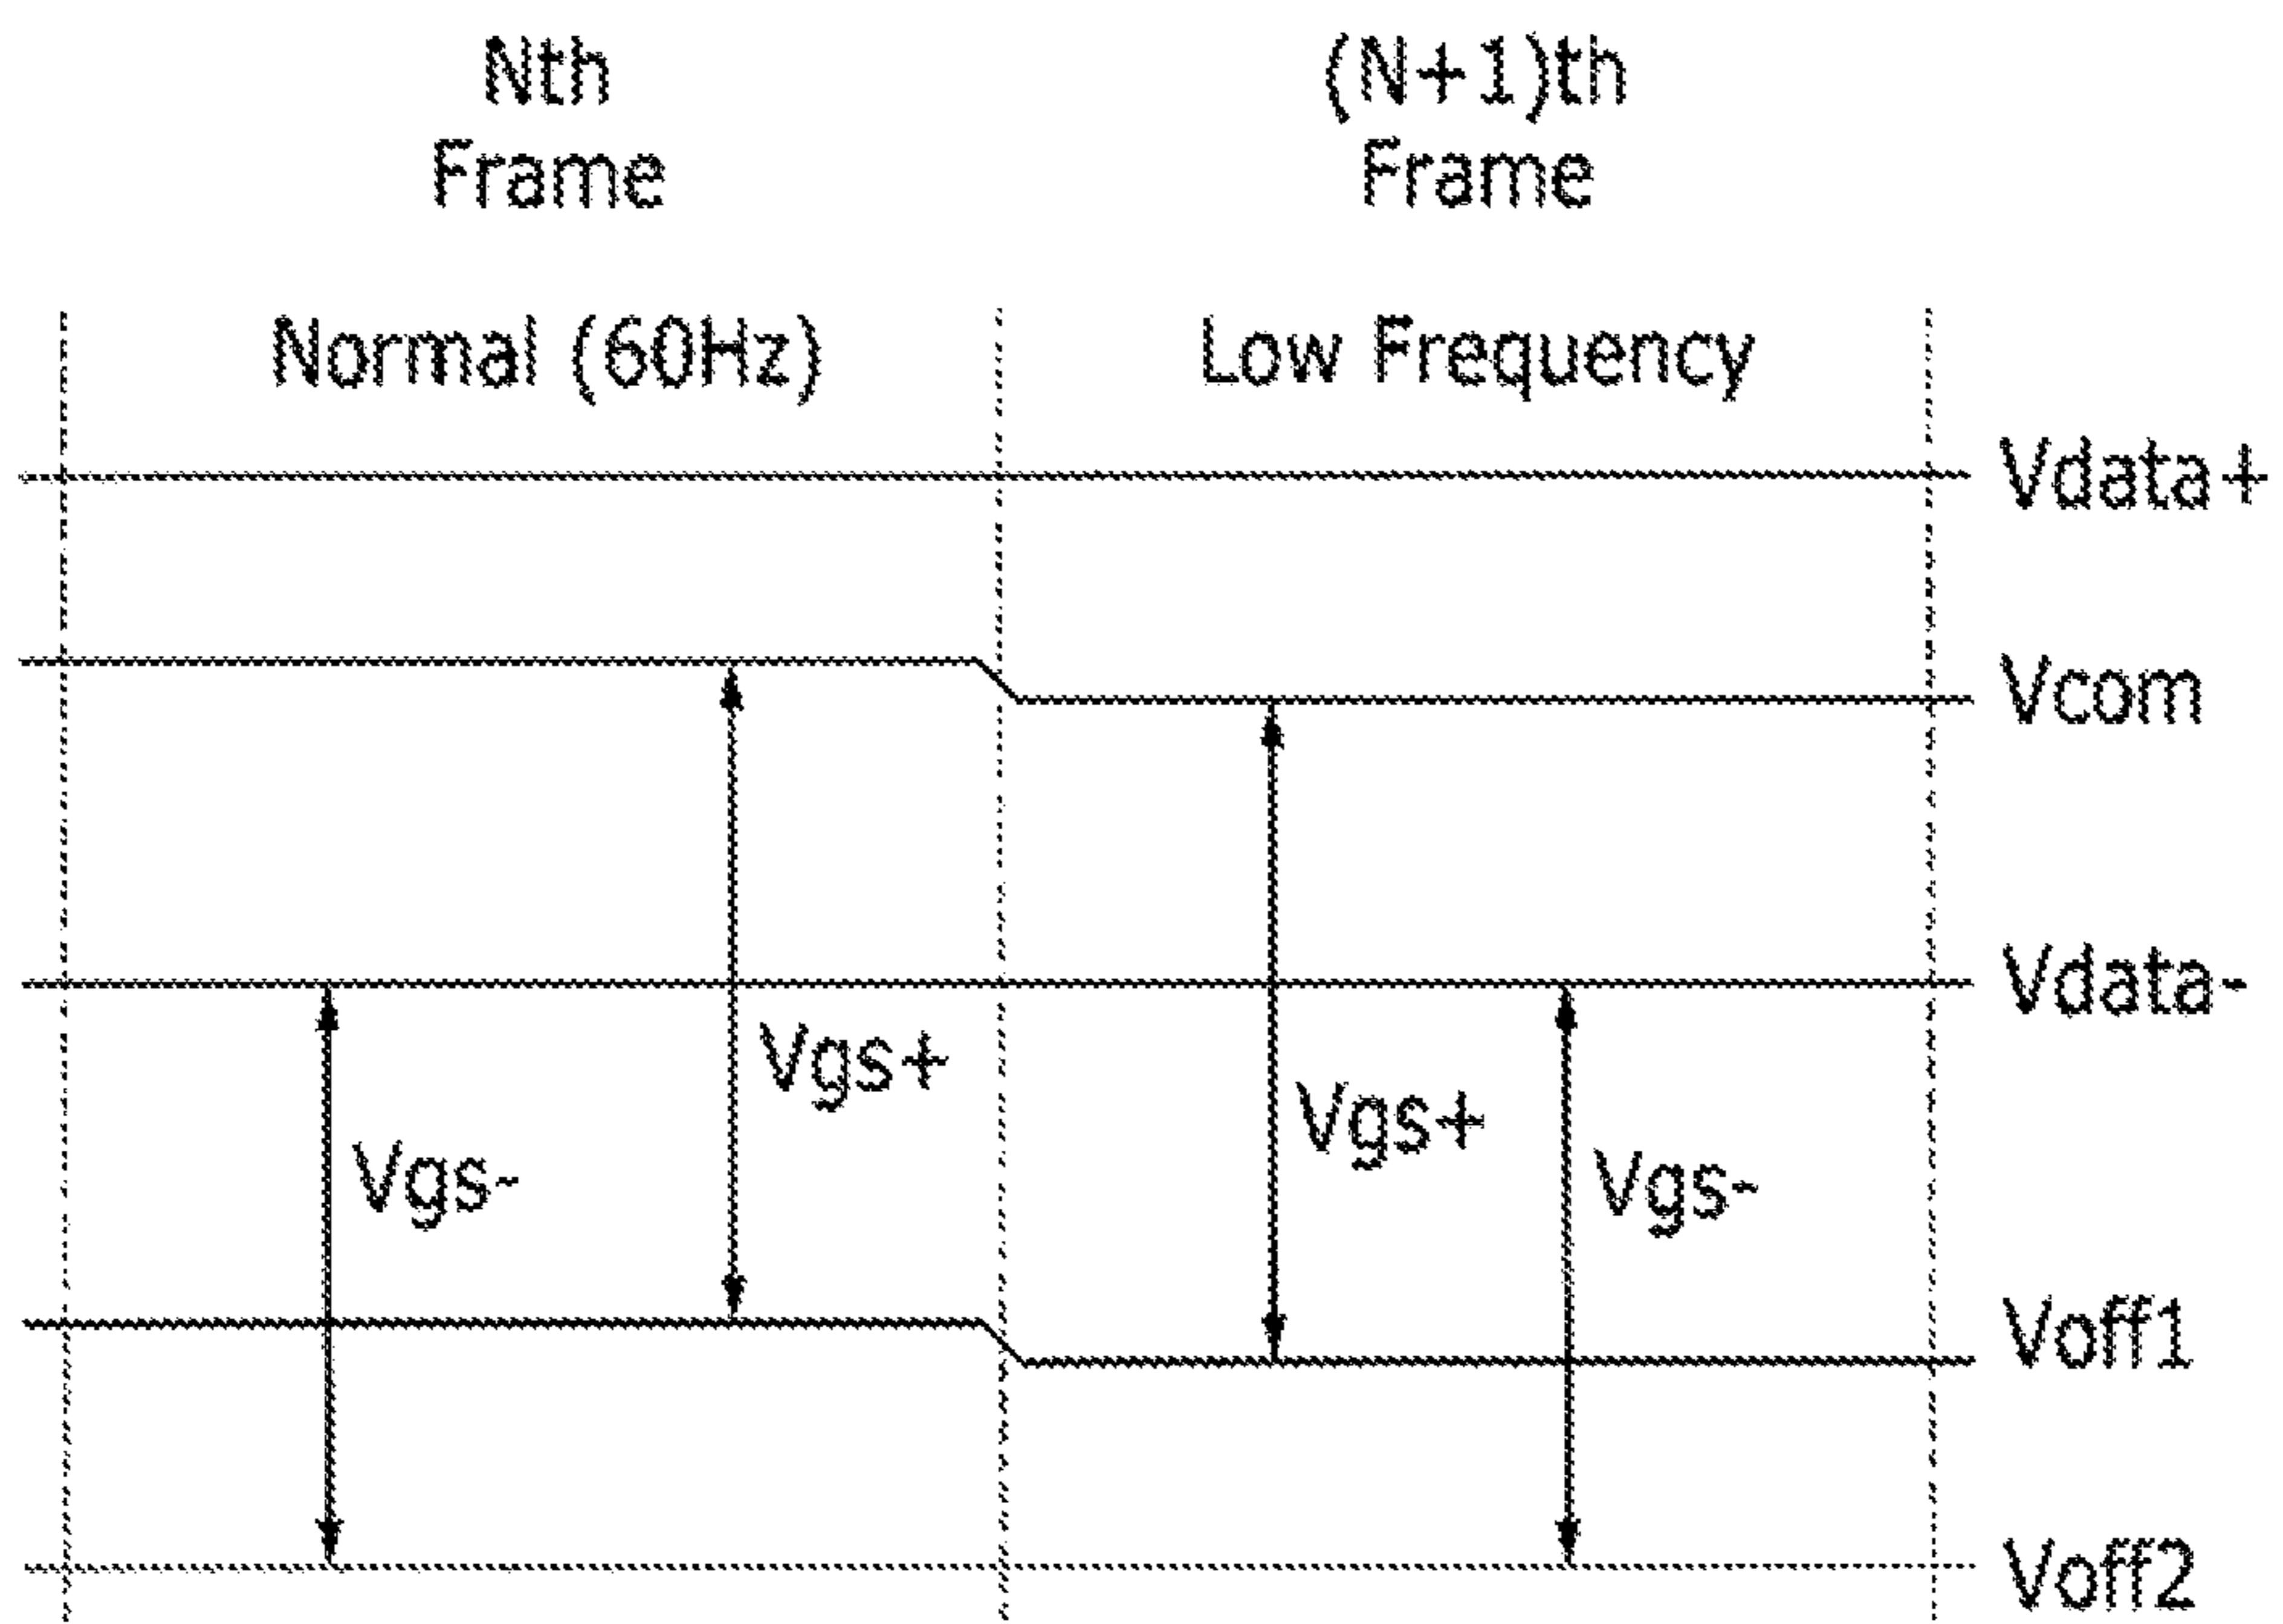 Nth
Frame
(N+1)th
Frame
Normal (60Hz)
Low Frequency
Vdata+
Vcom
Vdata-
Vgs+
Vgs+
Vgs-
Vgs-
Voff1
Voff2